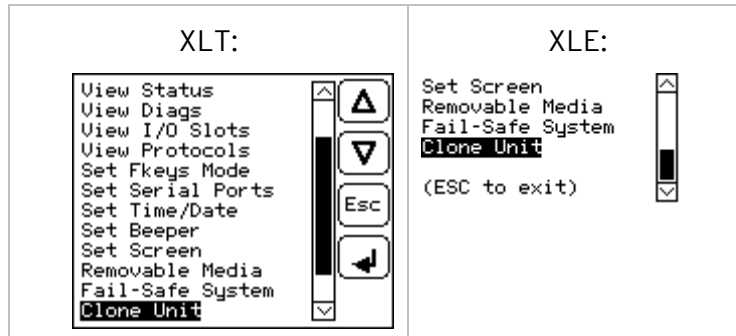 XLT:
View Status
View Diags
View I/O Slots
View Protocols
Set Fkeys Mode
Set Serial Ports
Set Time/Date
Set Beeper
Set Screen
Removable Media
Fail-Safe System
Clone Unit
Esc
XLE:
Set Screen
Removable Media
Fail-Safe System
Clone Unit
(ESC to exit)